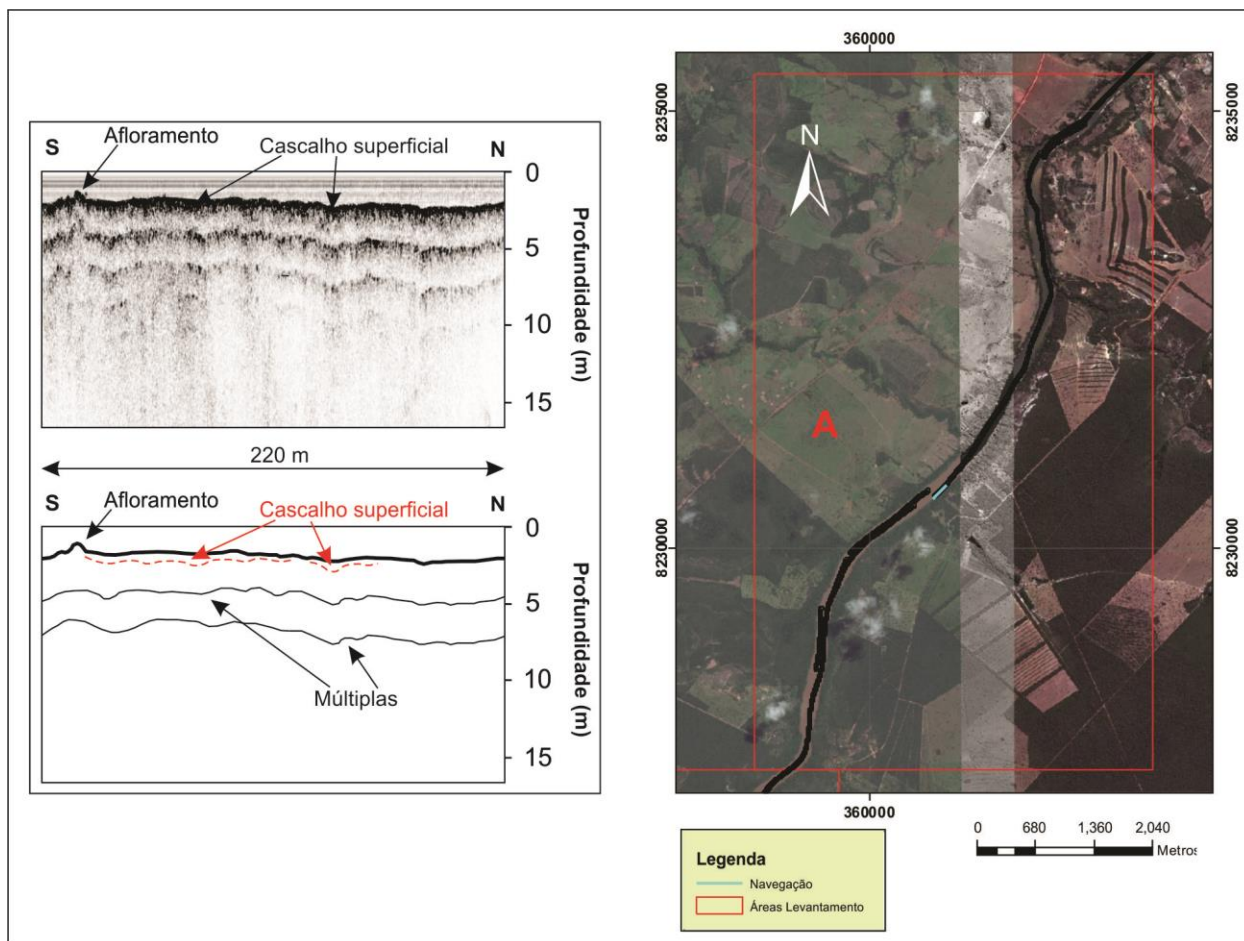 S
Afloramento
Cascalho superficial
N
0
5
10
15
Profundidade (m)
220 m
S
Afloramento
Cascalho superficial
N
0
5
10
15
Profundidade (m)
Múltiplas
360000
8235000
8235000
N
A
8230000
8230000
360000
0 680 1,360 2,040
Metros
Legenda
Navegação
Áreas Levantamento